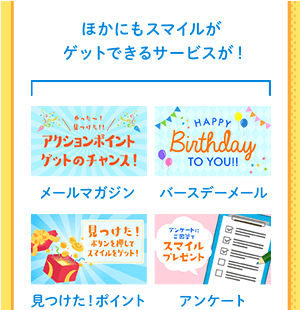 ほかにもスマイルが
ゲットできるサービスが！
やった〜！
見つけた!!
アクションポイント
ゲットのチャンス！
メールマガジン
HAPPY
Birthday
TO YOU!!
バースデーメール
見つけた！
ボタンを押して
スマイルをゲット！
見つけた！ポイント
アンケートに
ご回答で
スマイル
プレゼント
アンケート